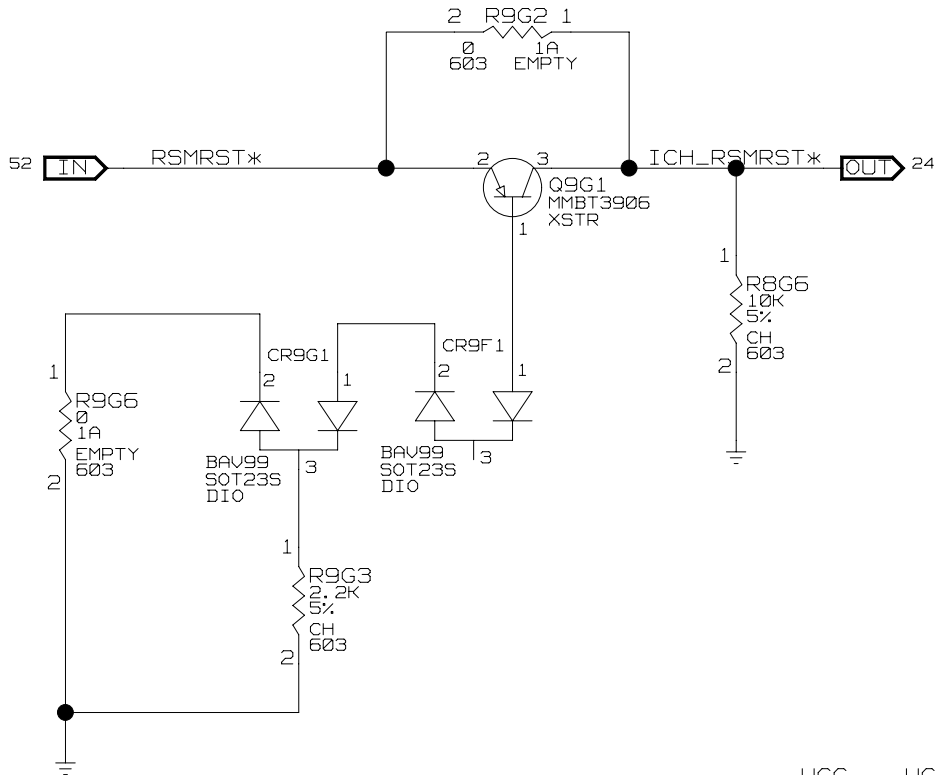 2 R9G2 1
0 1A
603 EMPTY
52 IN RSMRST* 2 3 ICH_RSMRST* OUT 24
Q9G1
MMBT3906
XSTR
1
1
R8G6
10K
5%
CH
603
2
CR9G1
CR9F1
1
2 1 2 1
R9G6
0
1A
EMPTY
603
2
BAV99
SOT23S
DIO
3
BAV99
SOT23S
DIO
3
1
R9G3
2.2K
5%
CH
603
2